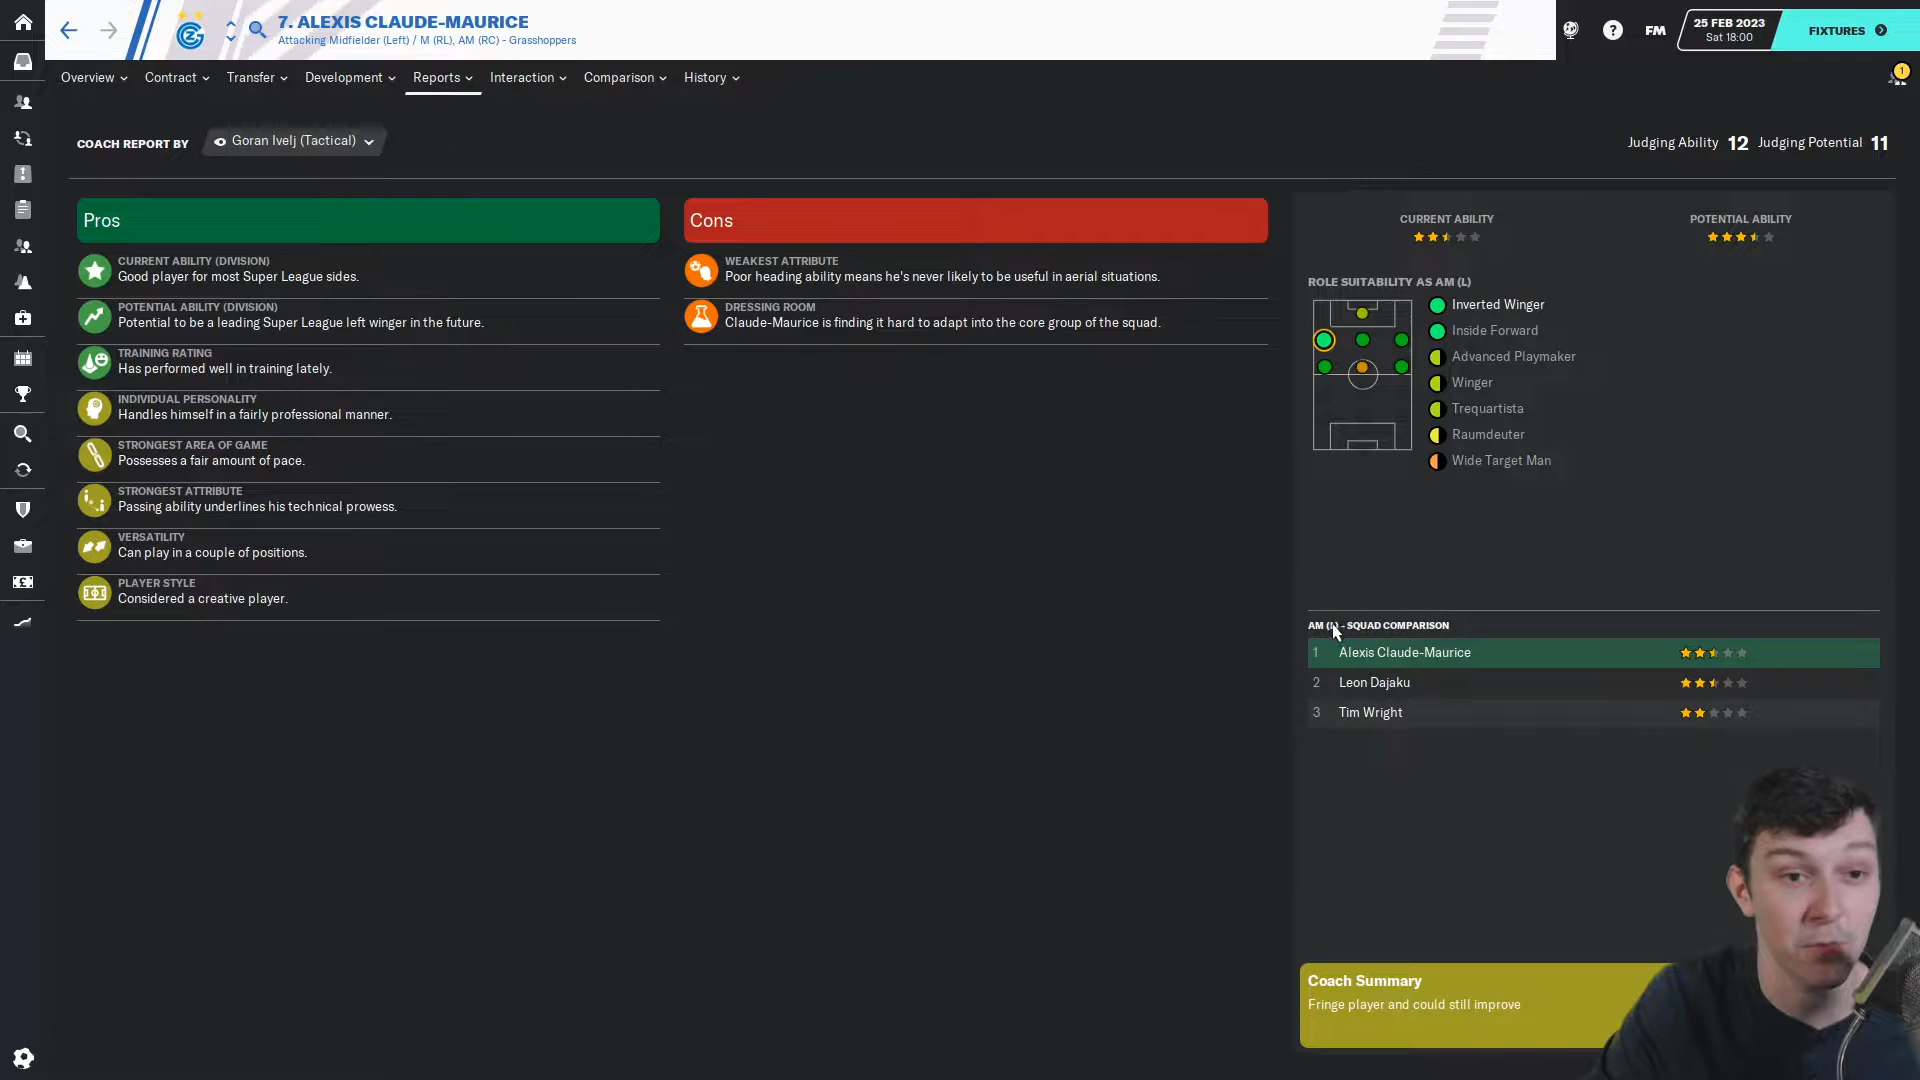 7. ALEXIS CLAUDE-MAURICE
Attacking Midfielder (Left) / M (RL), AM (RC) - Grasshoppers
FM
25 FEB 2023
Sat 18:00
FIXTURES
1
Overview
Contract
Transfer
Development
Reports
Interaction
Comparison
History
COACH REPORT BY
Goran Ivelj (Tactical)
Judging Ability 12 Judging Potential 11
Pros
CURRENT ABILITY (DIVISION)
Good player for most Super League sides.
POTENTIAL ABILITY (DIVISION)
Potential to be a leading Super League left winger in the future.
TRAINING RATING
Has performed well in training lately.
INDIVIDUAL PERSONALITY
Handles himself in a fairly professional manner.
STRONGEST AREA OF GAME
Possesses a fair amount of pace.
STRONGEST ATTRIBUTE
Passing ability underlines his technical prowess.
VERSATILITY
Can play in a couple of positions.
PLAYER STYLE
Considered a creative player.
Cons
WEAKEST ATTRIBUTE
Poor heading ability means he's never likely to be useful in aerial situations.
DRESSING ROOM
Claude-Maurice is finding it hard to adapt into the core group of the squad.
CURRENT ABILITY
POTENTIAL ABILITY
ROLE SUITABILITY AS AM (L)
Inverted Winger
Inside Forward
Advanced Playmaker
Winger
Trequartista
Raumdeuter
Wide Target Man
AM (L) - SQUAD COMPARISON
1 Alexis Claude-Maurice
2 Leon Dajaku
3 Tim Wright
Coach Summary
Fringe player and could still improve